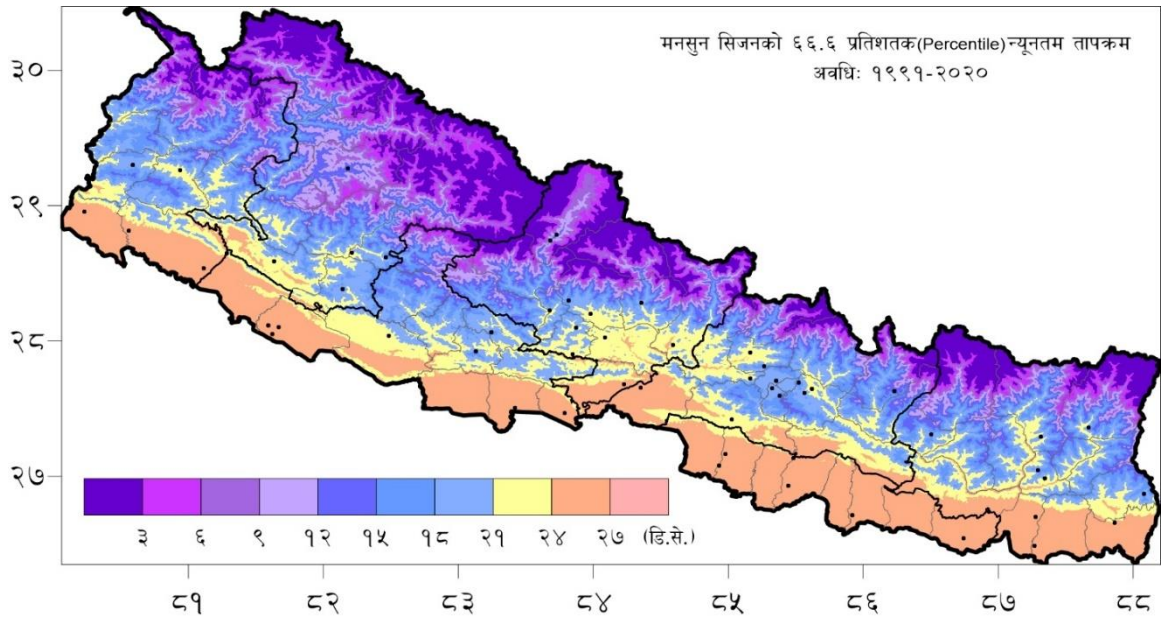 मनसुन सिजनको ६६.६ प्रतिशतक(Percentile) न्यूनतम तापक्रम
अवधिः १९९१-२०२०
३०
२९
२८
२७
३ ६ ९ १२ १५ १८ २१ २४ २७ (डि.से.)
८१ ८२ ८३ ८४ ८५ ८६ ८७ ८८